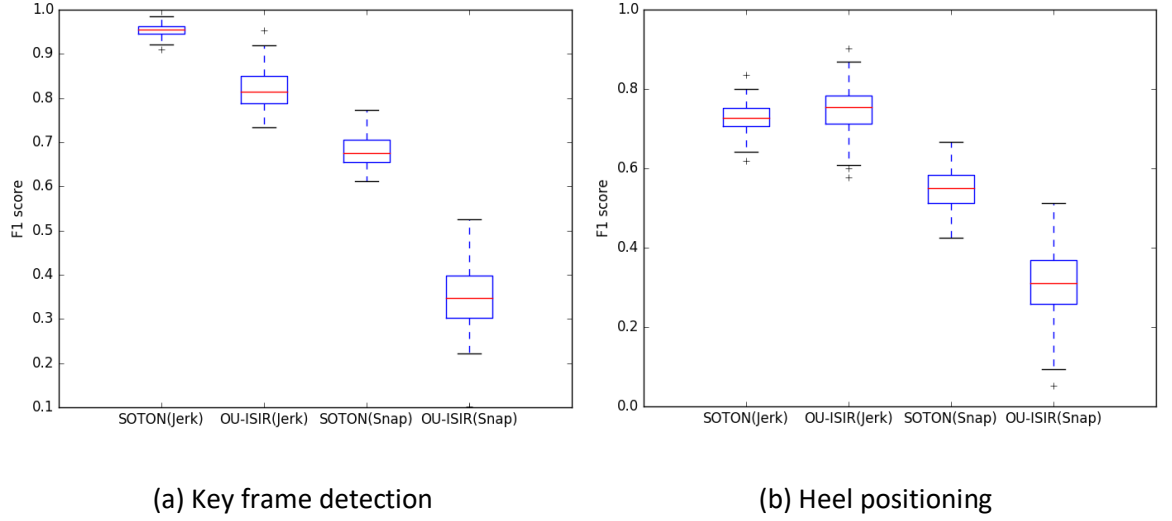 1.0
0.9
0.8
0.7
0.6
0.5
0.4
0.3
0.2
0.1
F1 score
SOTON(Jerk) OU-ISIR(Jerk) SOTON(Snap) OU-ISIR(Snap)
(a) Key frame detection
1.0
0.8
0.6
0.4
0.2
0.0
F1 score
SOTON(Jerk) OU-ISIR(Jerk) SOTON(Snap) OU-ISIR(Snap)
(b) Heel positioning